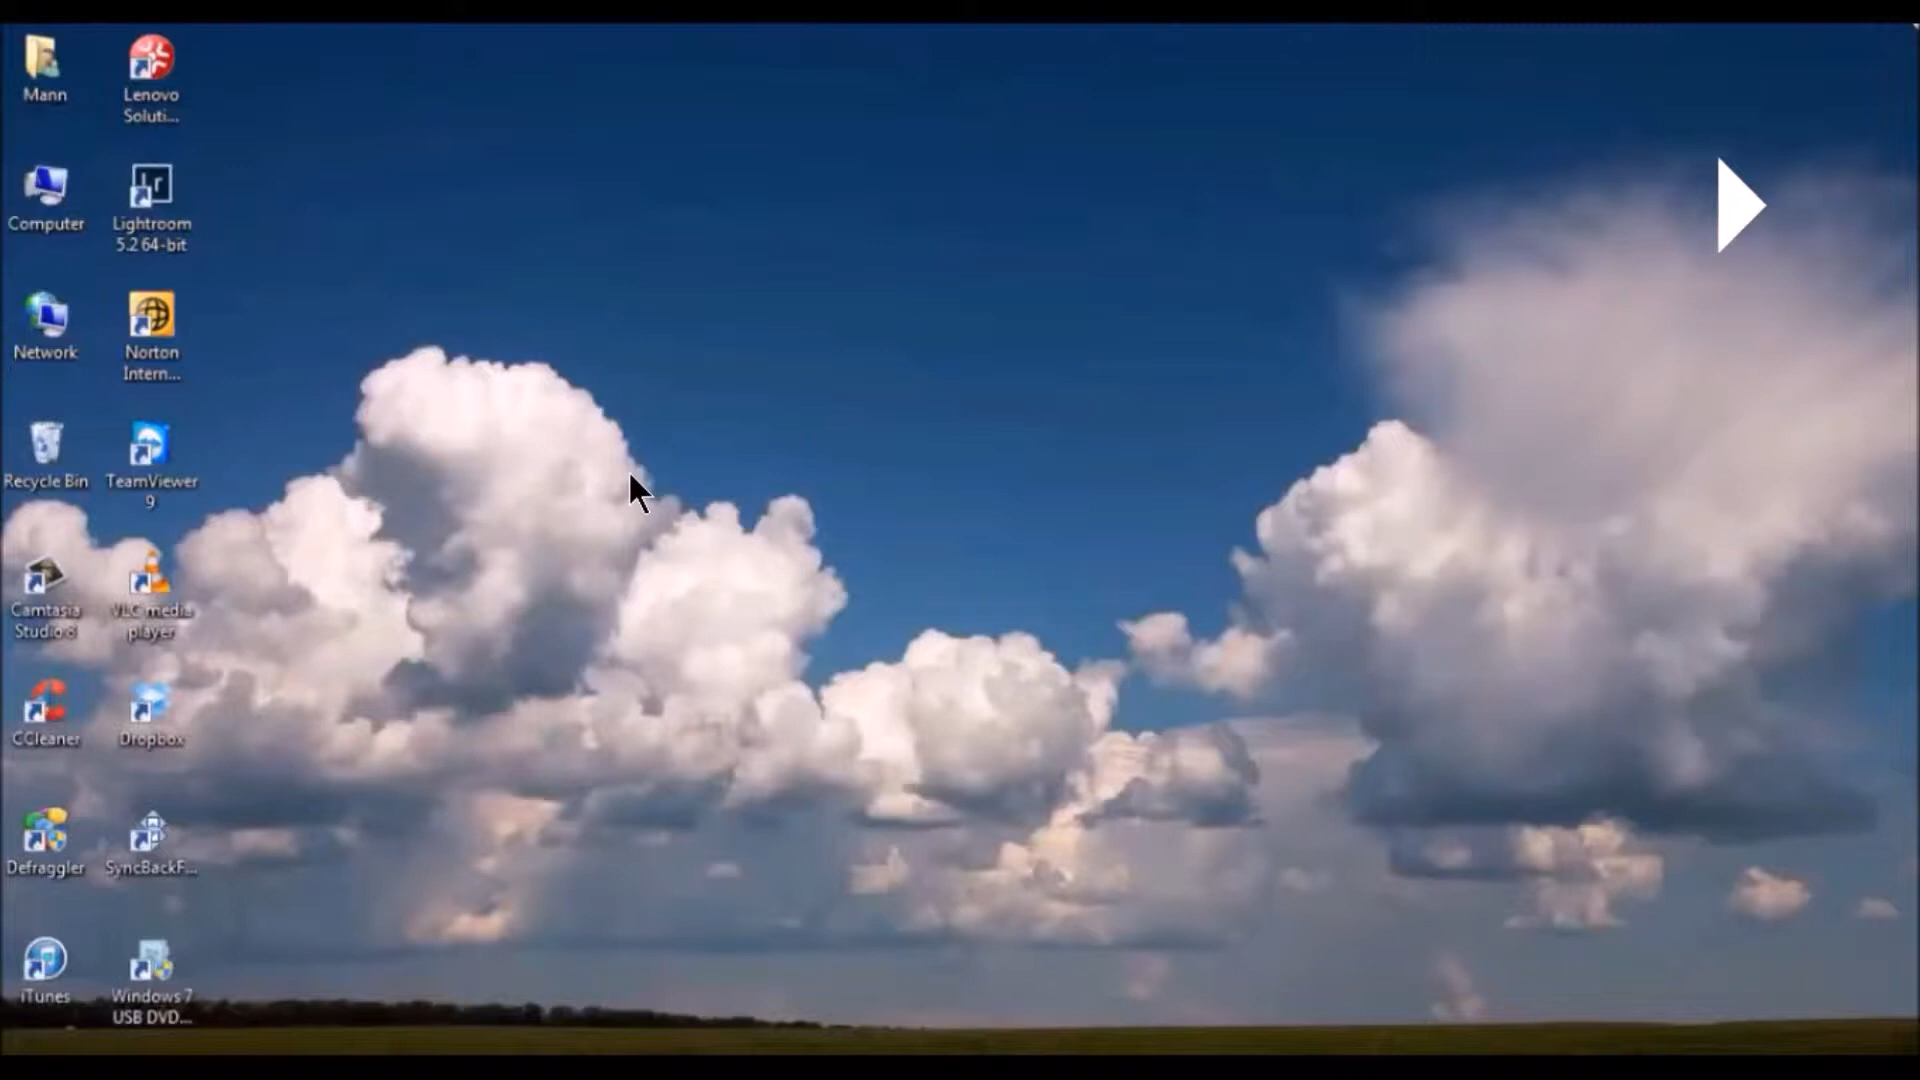 Mann
Lenovo
Soluti...
Computer
Lr
Lightroom
5.2 64-bit
Network
Norton
Intern...
Recycle Bin
TeamViewer
9
Camtasia
Studio 8
VLC media
player
CCleaner
Dropbox
Defraggler
SyncBackF...
iTunes
Windows 7
USB DVD...